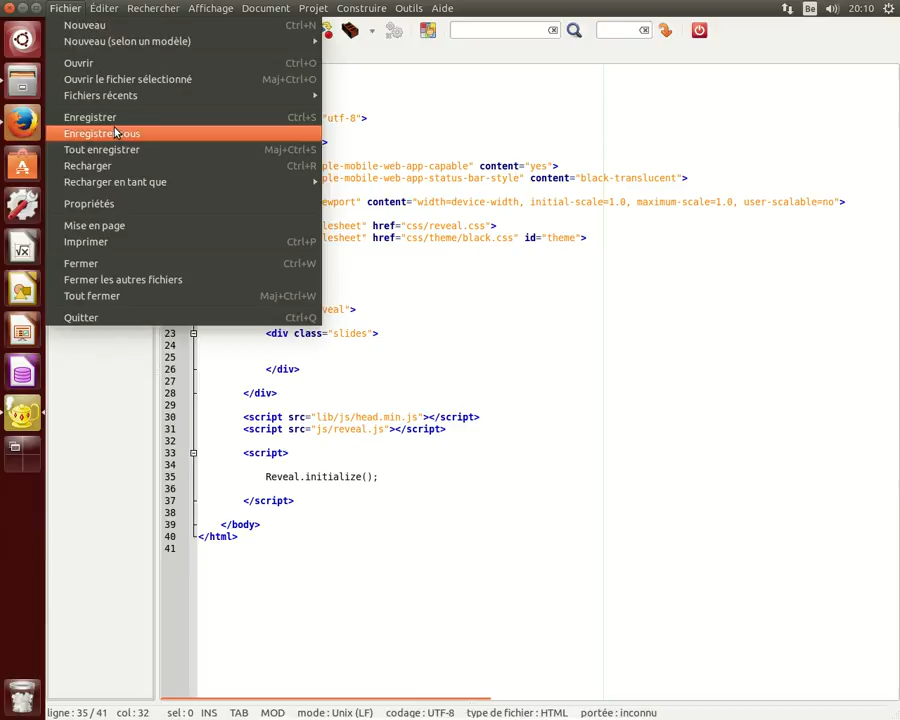 Fichier Éditer Rechercher Affichage Document Projet Construire Outils Aide Be 20:10
Nouveau Ctrl+N
Nouveau (selon un modèle)
Ouvrir Ctrl+O
Ouvrir le fichier sélectionné Maj+Ctrl+O
Fichiers récents
Enregistrer Ctrl+S
Enregistrer sous
Tout enregistrer Maj+Ctrl+S
Recharger Ctrl+R
Recharger en tant que
Propriétés
Mise en page
Imprimer Ctrl+P
Fermer Ctrl+W
Fermer les autres fichiers
Tout fermer Maj+Ctrl+W
Quitter Ctrl+Q
"utf-8">
>
ple-mobile-web-app-capable" content="yes">
ple-mobile-web-app-status-bar-style" content="black-translucent">
ewport" content="width=device-width, initial-scale=1.0, maximum-scale=1.0, user-scalable=no">
lesheet" href="css/reveal.css">
lesheet" href="css/theme/black.css" id="theme">
veal">
23 <div class="slides">
24
25
26 </div>
27
28 </div>
29
30 <script src="lib/js/head.min.js"></script>
31 <script src="js/reveal.js"></script>
32
33 <script>
34
35 Reveal.initialize();
36
37 </script>
38
39 </body>
40 </html>
41
ligne : 35 / 41 col : 32 sel : 0 INS TAB MOD mode : Unix (LF) codage : UTF-8 type de fichier : HTML portée : inconnu